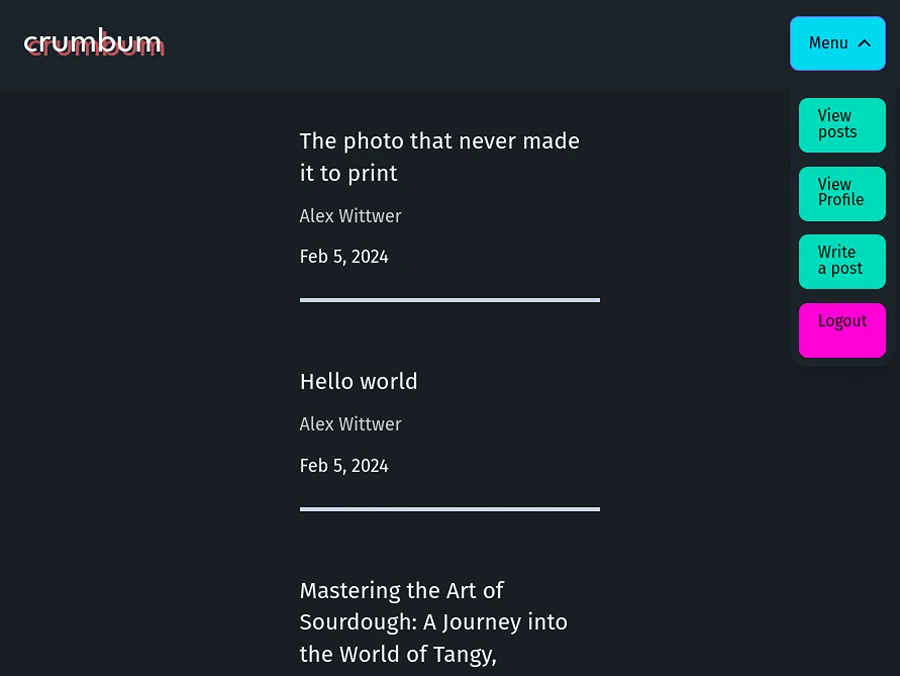 crumbum
Menu
View
posts
View
Profile
Write
a post
Logout
The photo that never made
it to print
Alex Wittwer
Feb 5, 2024
Hello world
Alex Wittwer
Feb 5, 2024
Mastering the Art of
Sourdough: A Journey into
the World of Tangy,